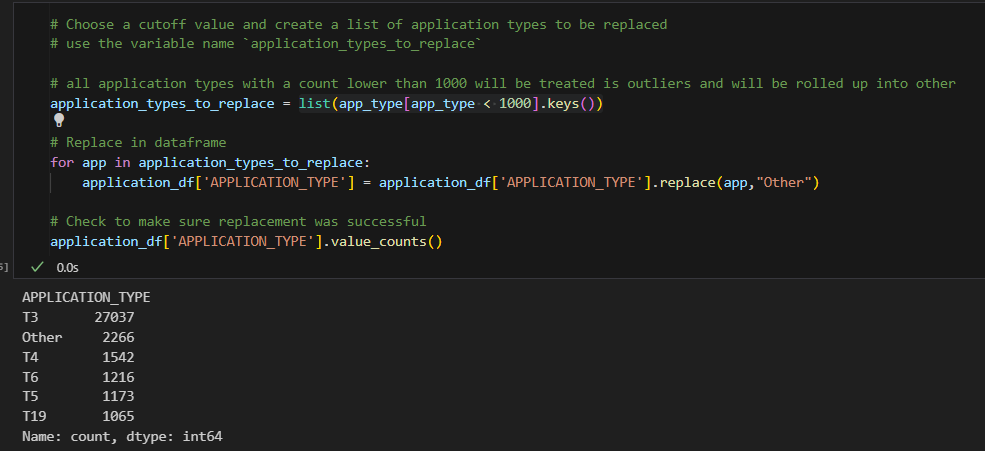 # Choose a cutoff value and create a list of application types to be replaced
# use the variable name `application_types_to_replace`
# all application types with a count lower than 1000 will be treated is outliers and will be rolled up into other
application_types_to_replace = list(app_type[app_type < 1000].keys())
# Replace in dataframe
for app in application_types_to_replace:
    application_df['APPLICATION_TYPE'] = application_df['APPLICATION_TYPE'].replace(app,"Other")
# Check to make sure replacement was successful
application_df['APPLICATION_TYPE'].value_counts()
] 0.0s
APPLICATION_TYPE
T3 27037
Other 2266
T4 1542
T6 1216
T5 1173
T19 1065
Name: count, dtype: int64